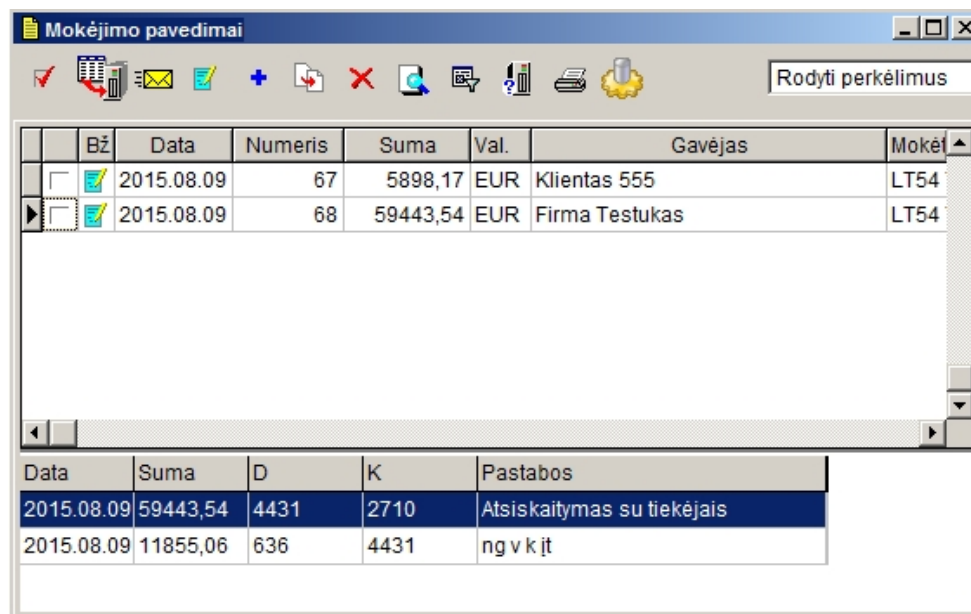 Mokėjimo pavedimai
Rodyti perkėlimus
Bž Data Numeris Suma Val. Gavėjas Mokėt
2015.08.09 67 5898,17 EUR Klientas 555 LT54
2015.08.09 68 59443,54 EUR Firma Testukas LT54
Data Suma D K Pastabos
2015.08.09 59443,54 4431 2710 Atsiskaitymas su tiekėjais
2015.08.09 11855,06 636 4431 ng v k įt